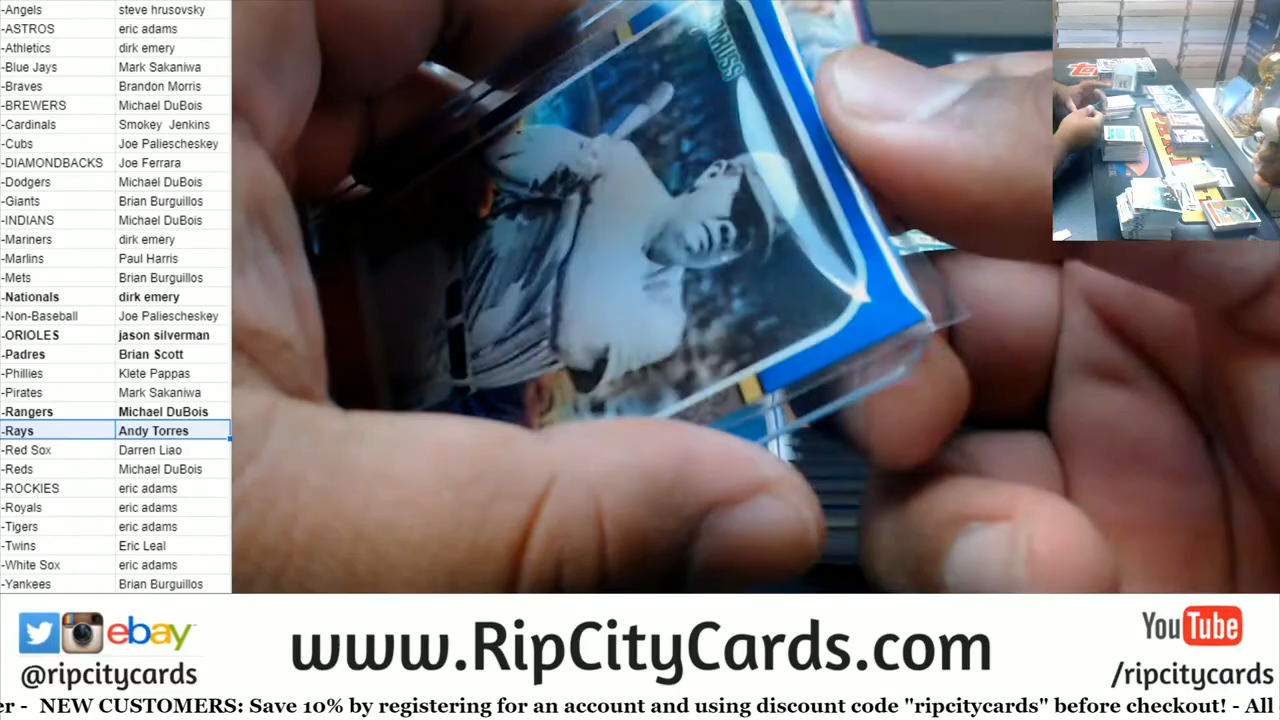 -Angels steve hrusovsky
-ASTROS eric adams
-Athletics dirk emery
-Blue Jays Mark Sakaniwa
-Braves Brandon Morris
-BREWERS Michael DuBois
-Cardinals Smokey Jenkins
-Cubs Joe Paliescheskey
-DIAMONDBACKS Joe Ferrara
-Dodgers Michael DuBois
-Giants Brian Burguillos
-INDIANS Michael DuBois
-Mariners dirk emery
-Marlins Paul Harris
-Mets Brian Burguillos
-Nationals dirk emery
-Non-Baseball Joe Paliescheskey
-ORIOLES jason silverman
-Padres Brian Scott
-Phillies Klete Pappas
-Pirates Mark Sakaniwa
-Rangers Michael DuBois
-Rays Andy Torres
-Red Sox Darren Liao
-Reds Michael DuBois
-ROCKIES eric adams
-Royals eric adams
-Tigers eric adams
-Twins Eric Leal
-White Sox eric adams
-Yankees Brian Burguillos
ebay
@ripcitycards
www.RipCityCards.com
YouTube
/ripcitycards
er - NEW CUSTOMERS: Save 10% by registering for an account and using discount code "ripcitycards" before checkout! - All